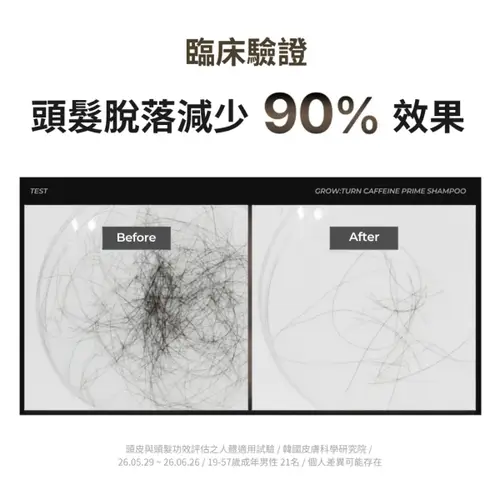 臨床驗證
頭髮脫落減少 90% 效果
TEST
GROW:TURN CAFFEINE PRIME SHAMPOO
Before
After
頭皮與頭髮功效評估之人體適用試驗 / 韓國皮膚科學研究院 /
26.05.29 ~ 26.06.26 / 19-57歲成年男性 21名 / 個人差異可能存在